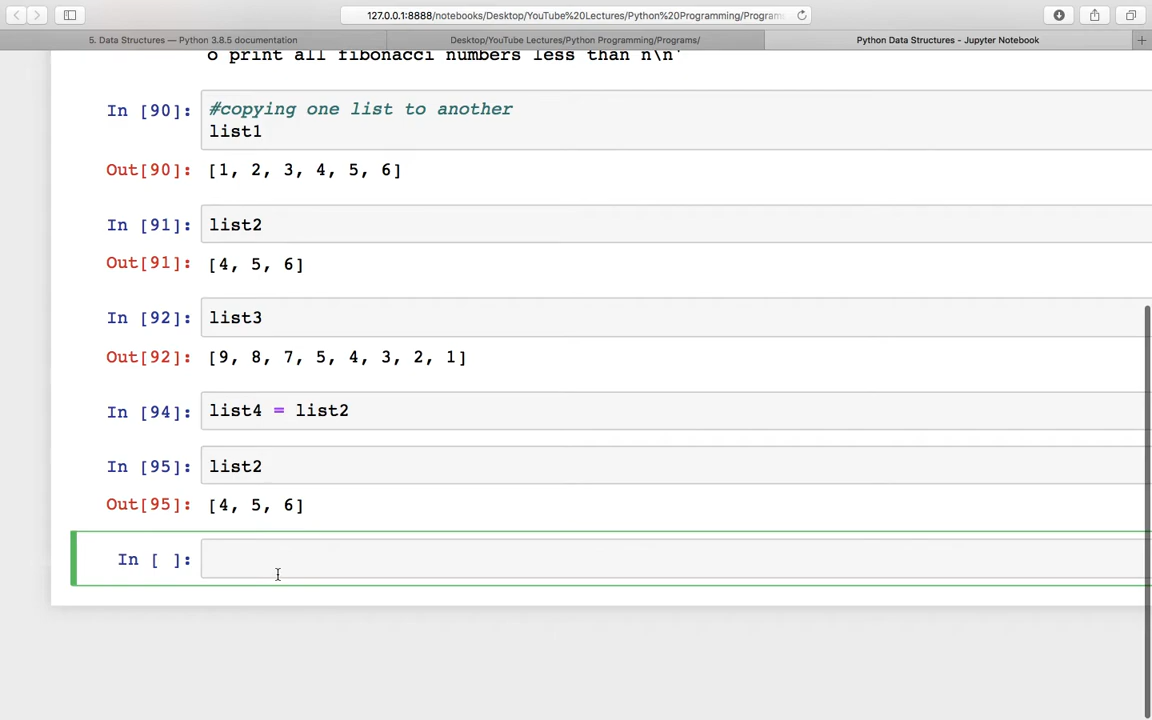 127.0.0.1:8888/notebooks/Desktop/YouTube%20Lectures/Python%20Programming/Program
5. Data Structures — Python 3.8.5 documentation
Desktop/YouTube Lectures/Python Programming/Programs/
Python Data Structures - Jupyter Notebook
o print all fibonacci numbers less than n\n'
In [90]: #copying one list to another
list1
Out[90]: [1, 2, 3, 4, 5, 6]
In [91]: list2
Out[91]: [4, 5, 6]
In [92]: list3
Out[92]: [9, 8, 7, 5, 4, 3, 2, 1]
In [94]: list4 = list2
In [95]: list2
Out[95]: [4, 5, 6]
In [ ]: